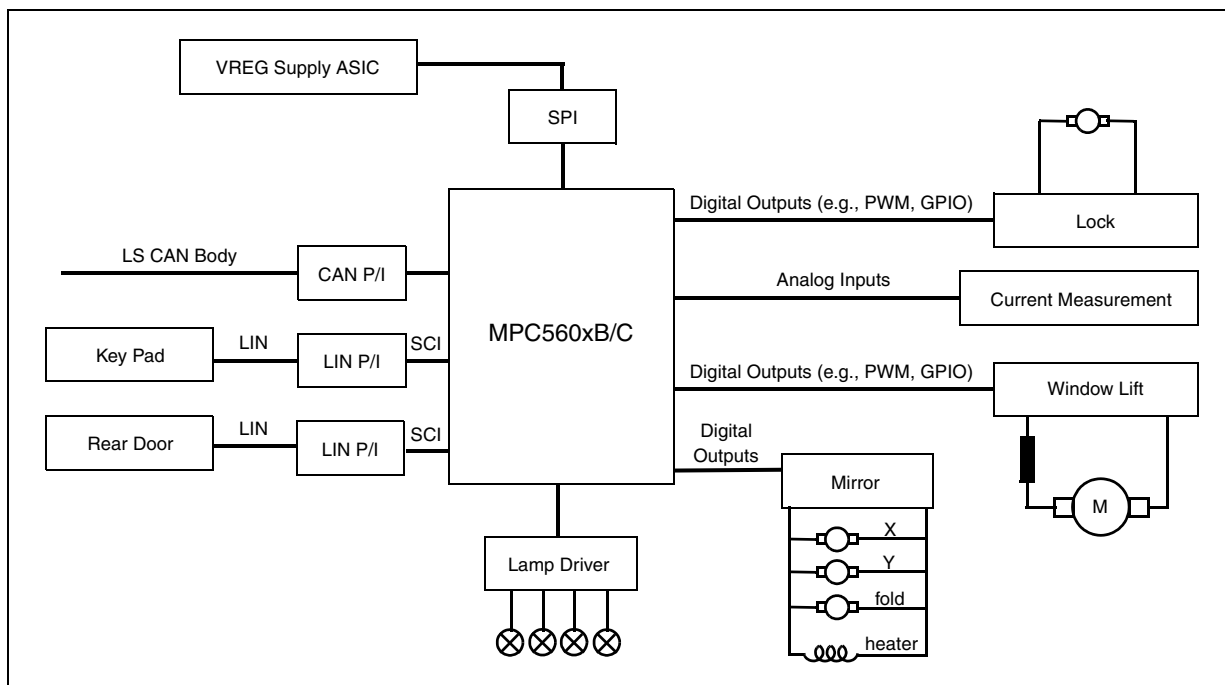 VREG Supply ASIC
SPI
Digital Outputs (e.g., PWM, GPIO)
Lock
LS CAN Body
CAN P/I
Analog Inputs
Current Measurement
MPC560xB/C
Key Pad
LIN
LIN P/I
SCI
Digital Outputs (e.g., PWM, GPIO)
Window Lift
Rear Door
LIN
LIN P/I
SCI
Digital
Outputs
Mirror
M
X
Y
fold
heater
Lamp Driver